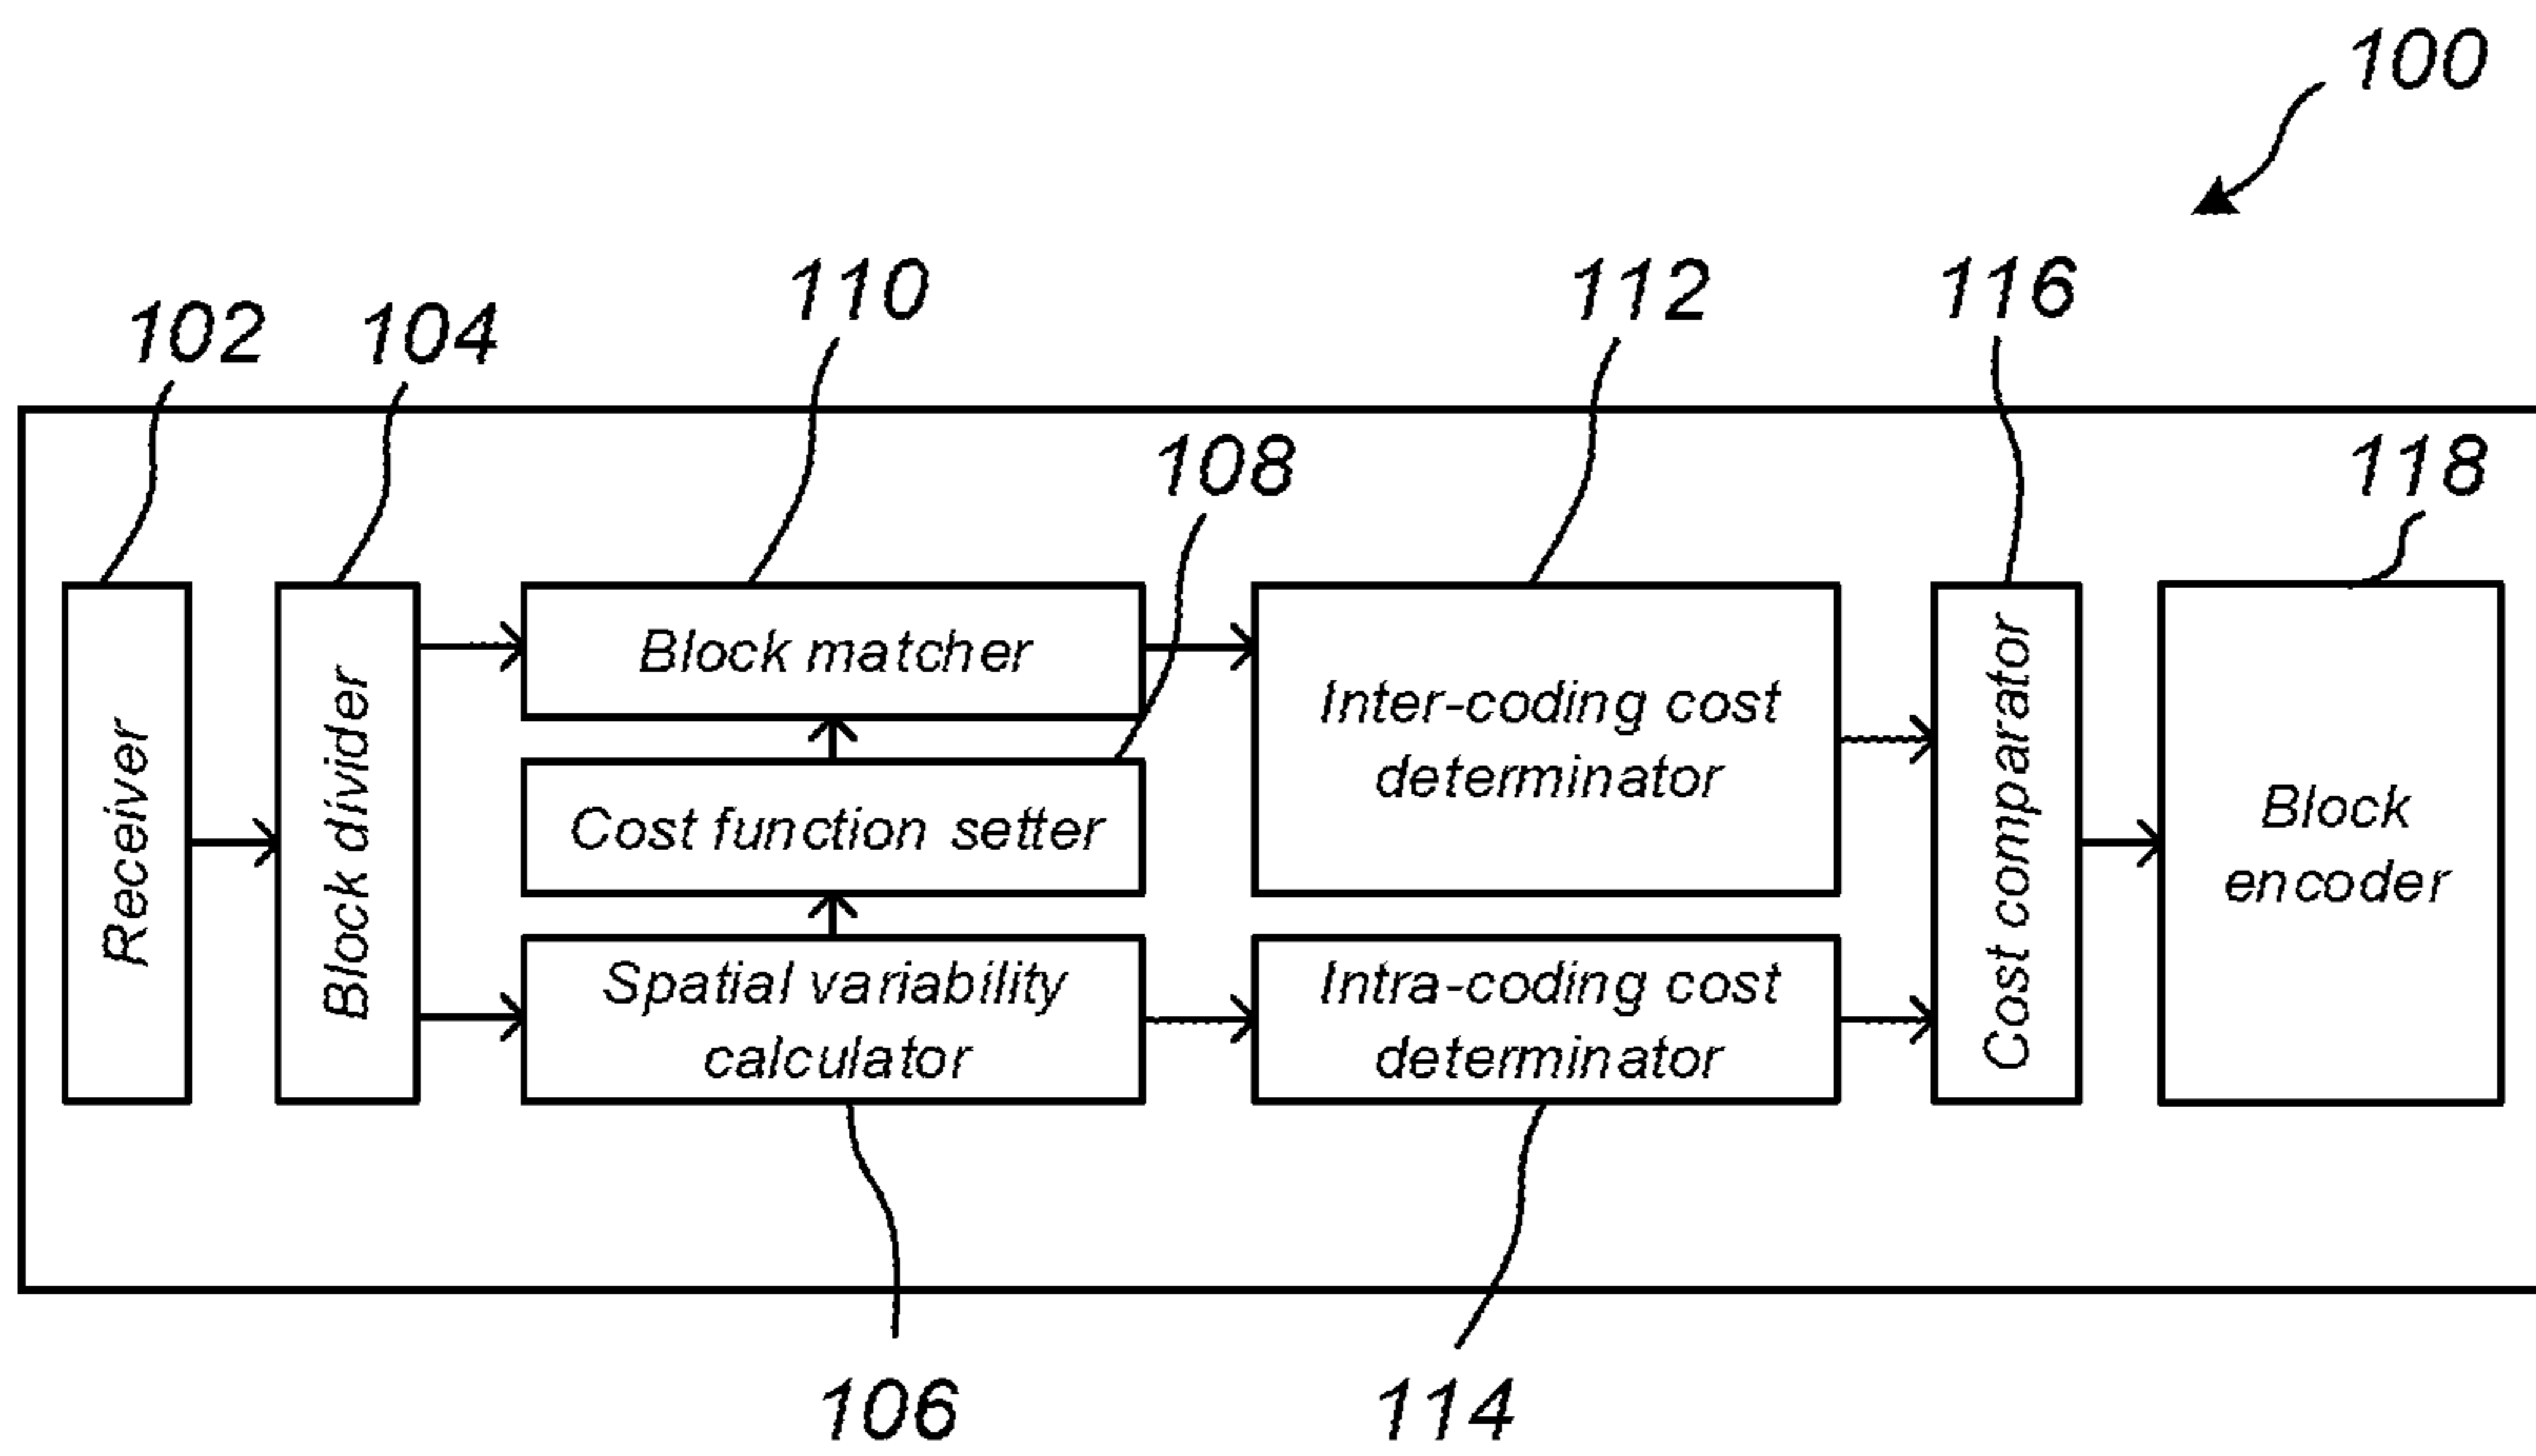 100
102
104
110
112
116
108
118
Receiver
Block divider
Block matcher
Cost function setter
Spatial variability
calculator
Inter-coding cost
determinator
Intra-coding cost
determinator
Cost comparator
Block
encoder
106
114